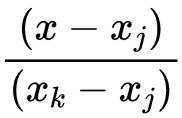 (x − x_j)
(x_k − x_j)